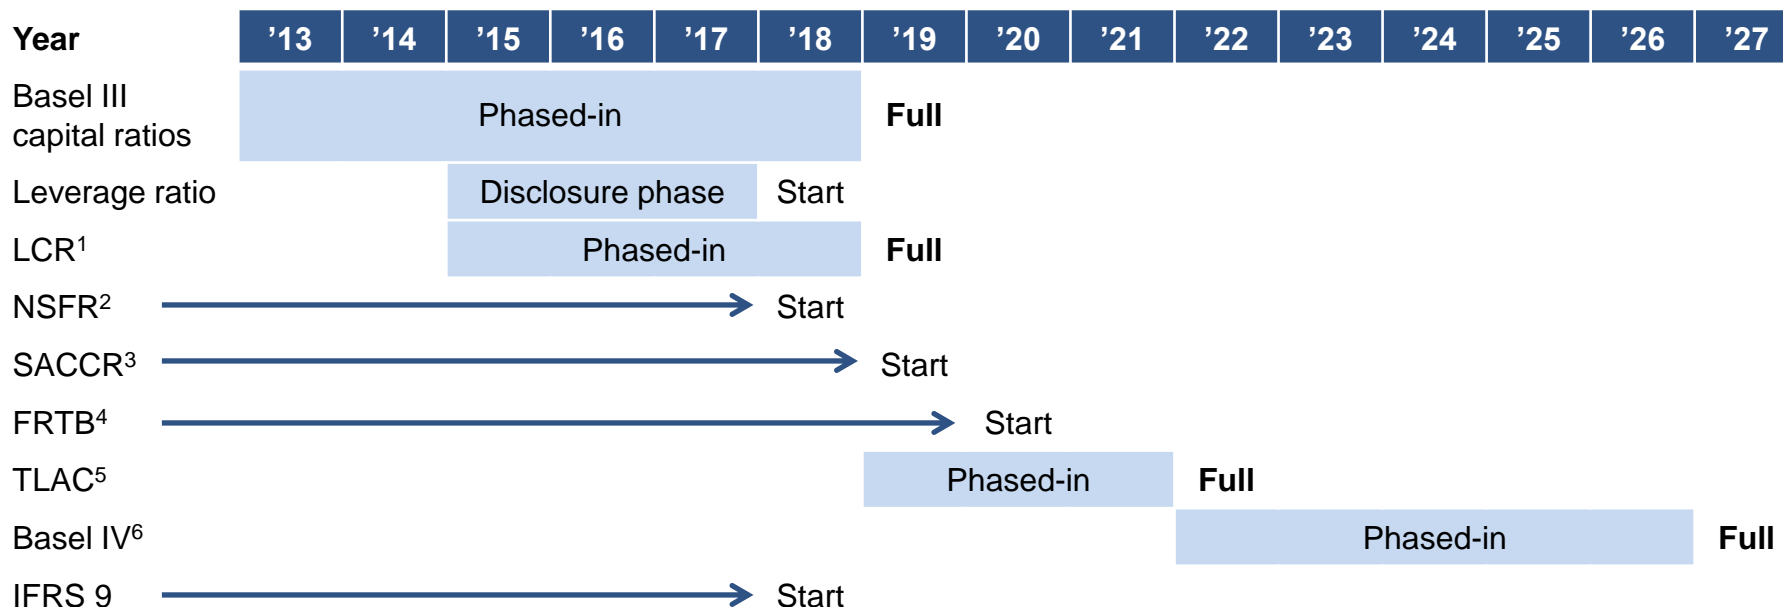 Year ’13 ’14 ’15 ’16 ’17 ’18 ’19 ’20 ’21 ’22 ’23 ’24 ’25 ’26 ’27
Basel III
capital ratios Phased-in Full
Leverage ratio Disclosure phase Start
LCR¹ Phased-in Full
NSFR² Start
SACCR³ Start
FRTB⁴ Start
TLAC⁵ Phased-in Full
Basel IV⁶ Phased-in Full
IFRS 9 Start